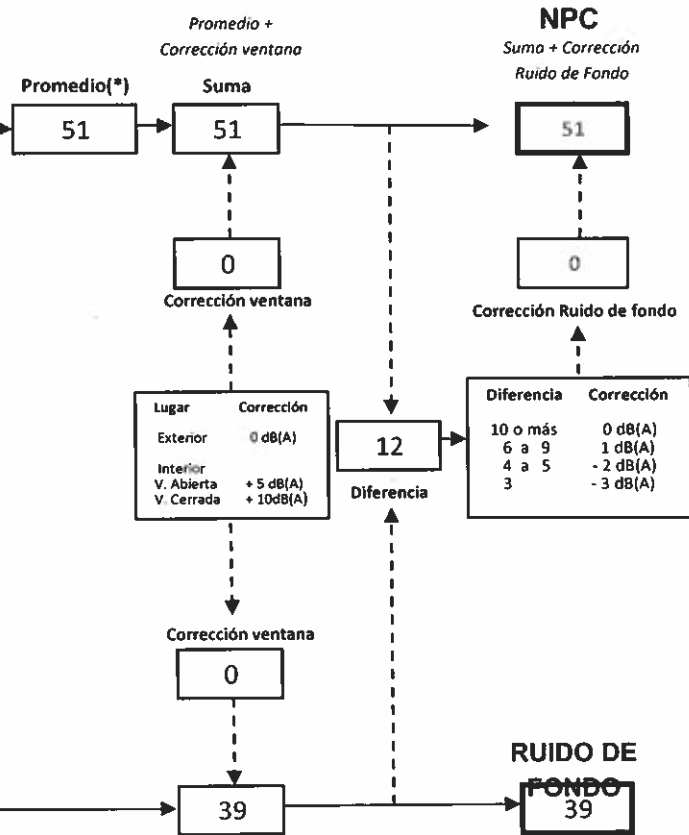 Promedio +
Corrección ventana
NPC
Suma + Corrección
Ruido de Fondo
Promedio(*)
Suma
51
51
51
0
0
Corrección ventana
Corrección Ruido de fondo
Lugar Corrección
Exterior 0 dB(A)
Interior
V. Abierta + 5 dB(A)
V. Cerrada + 10dB(A)
12
Diferencia
Diferencia Corrección
10 o más 0 dB(A)
6 a 9 1 dB(A)
4 a 5 - 2 dB(A)
3 - 3 dB(A)
Corrección ventana
0
RUIDO DE
FONDO
39
39